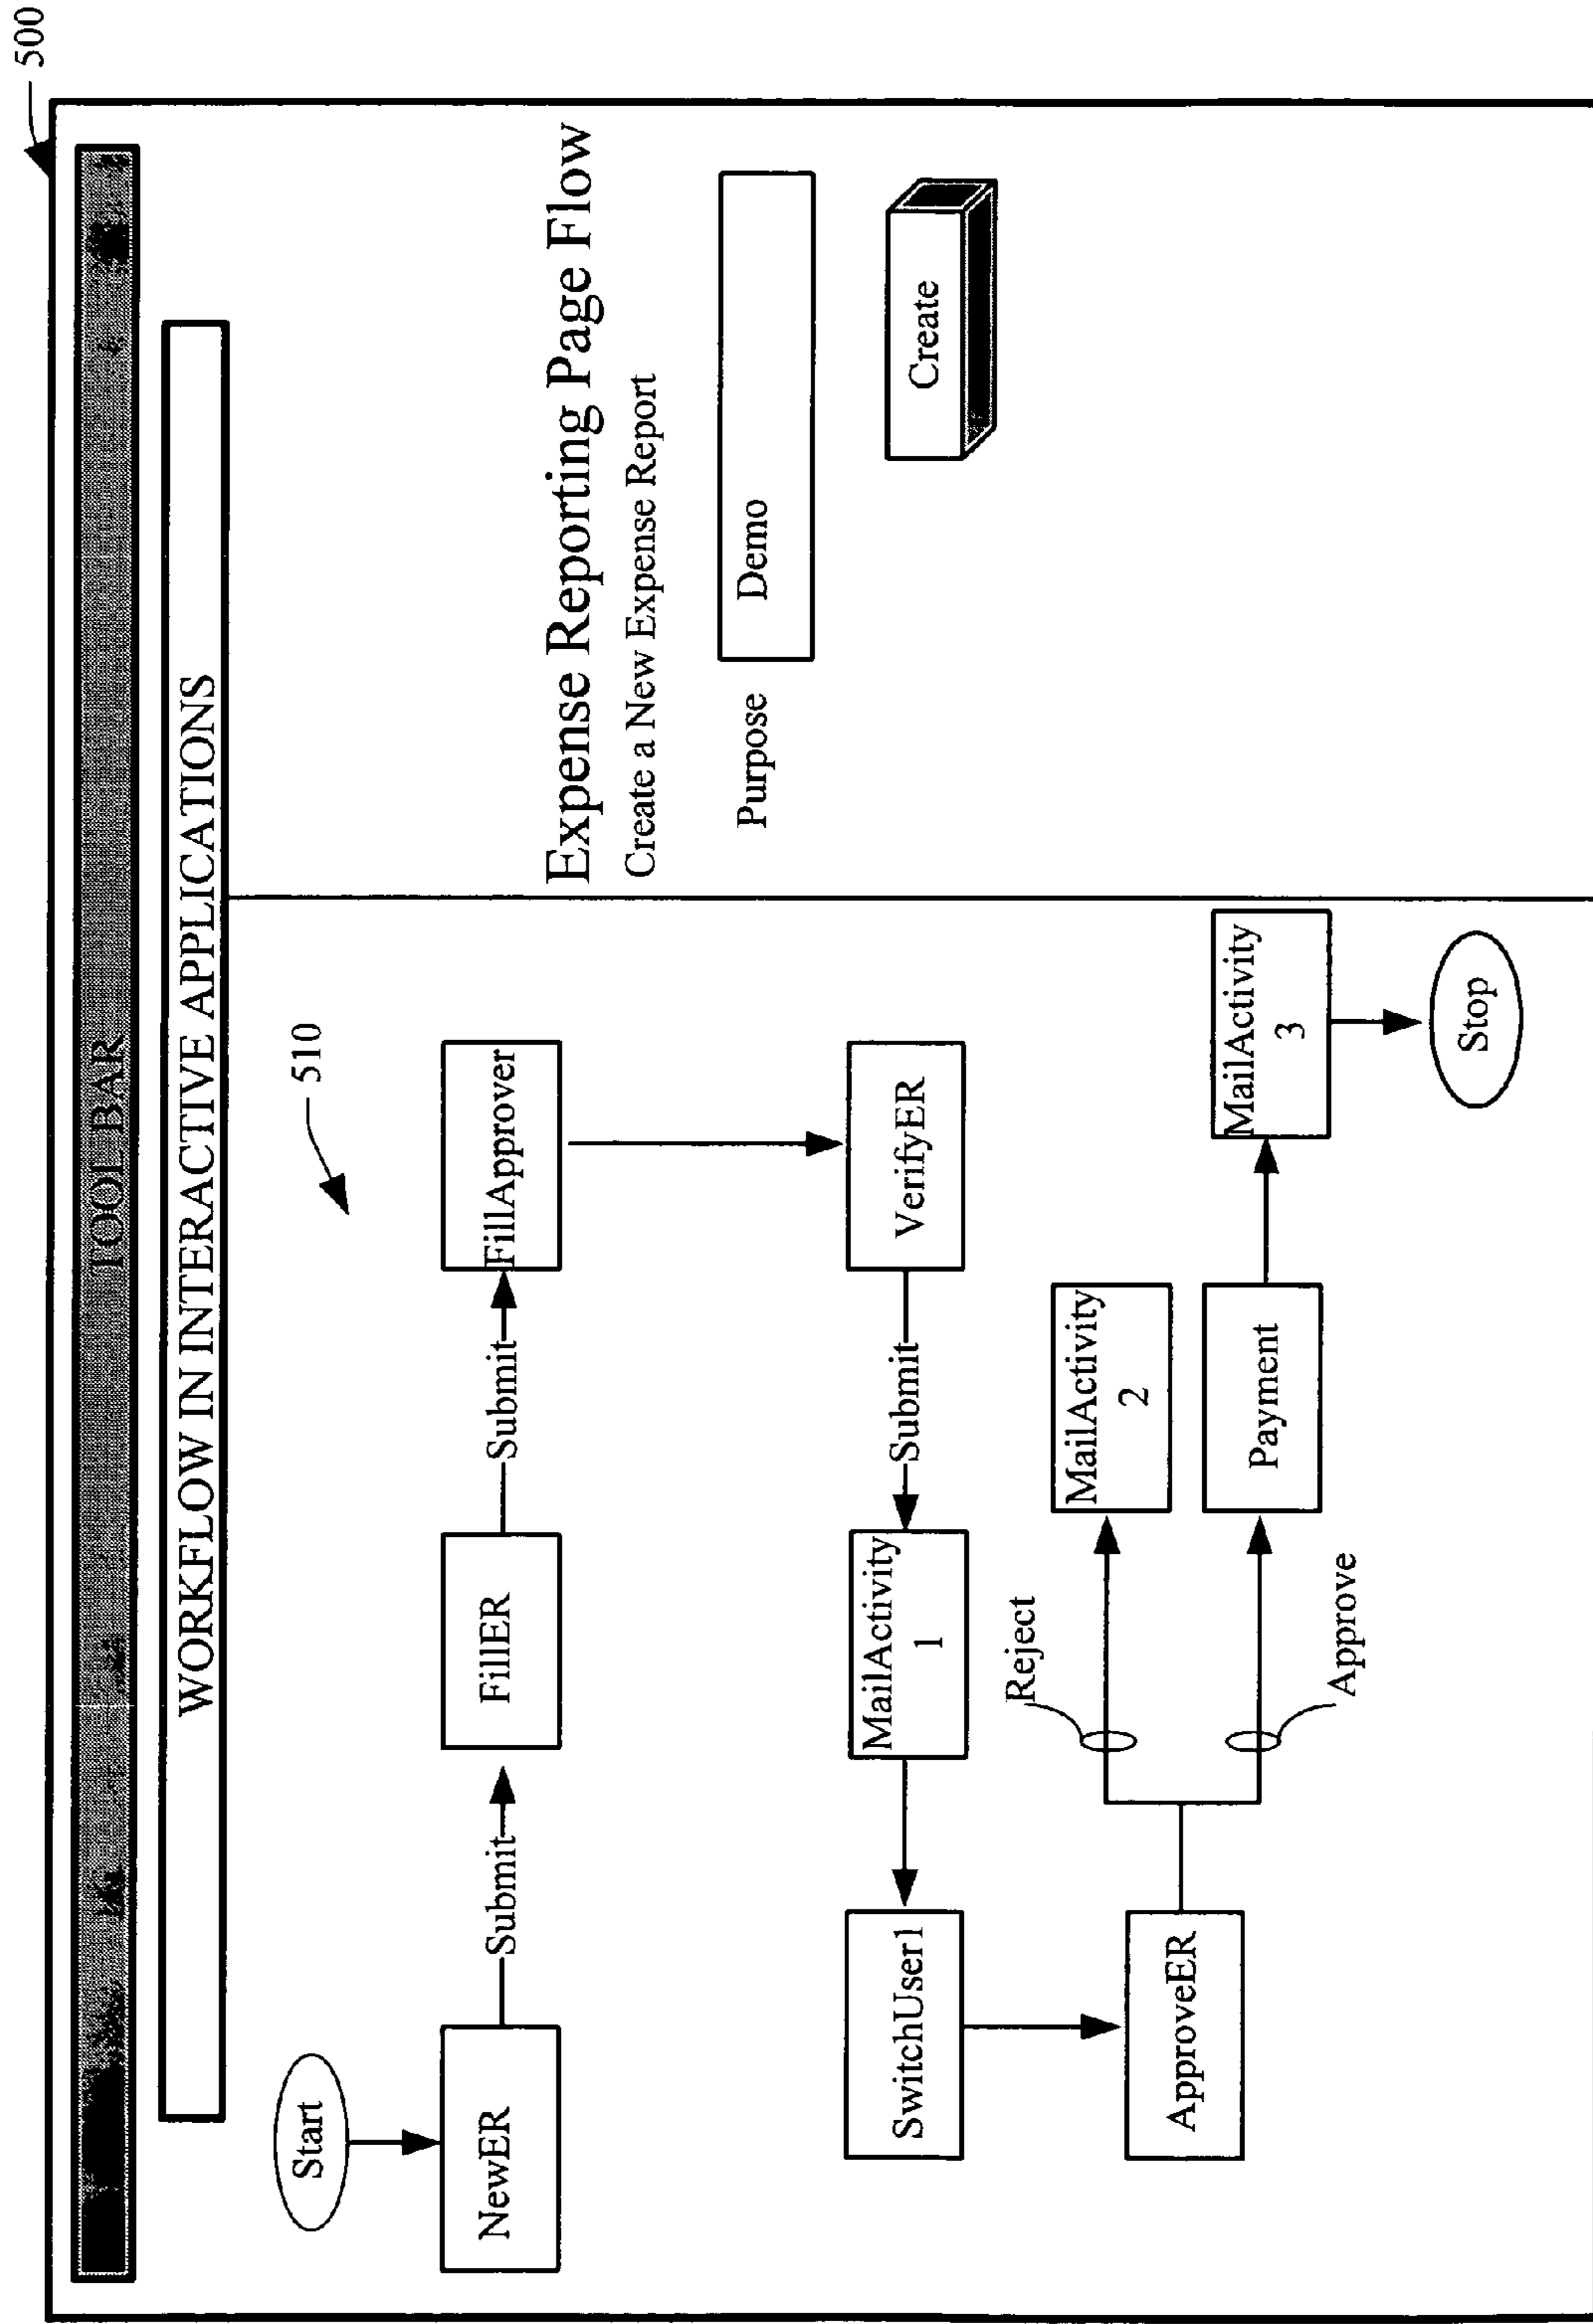 500
TOOL BAR
WORKFLOW IN INTERACTIVE APPLICATIONS
510
Start
NewER
Submit
FillER
Submit
FillApprover
SwitchUser1
MailActivity
1
Submit
VerifyER
ApproveER
Reject
Approve
MailActivity
2
Payment
MailActivity
3
Stop
Expense Reporting Page Flow
Create a New Expense Report
Purpose
Demo
Create